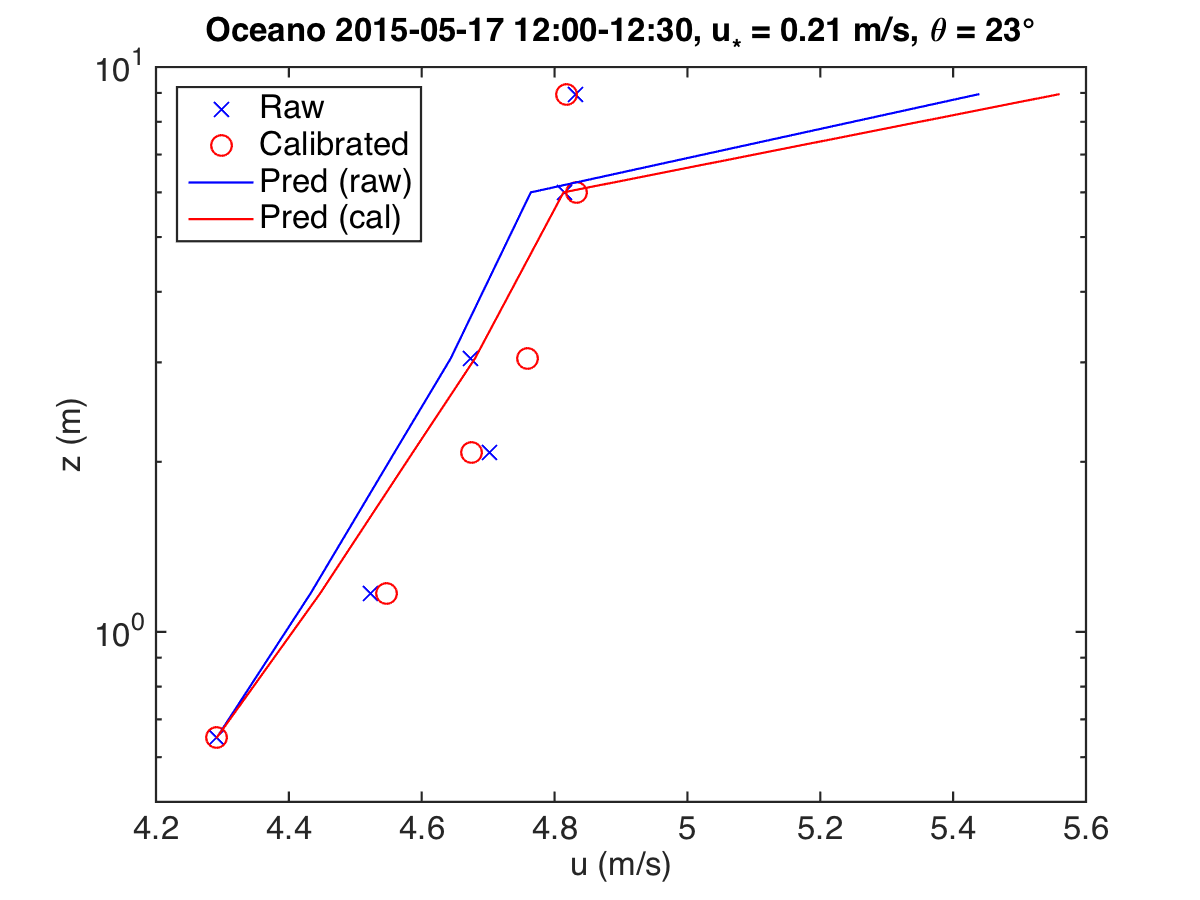 Oceano 2015-05-17 12:00-12:30, u* = 0.21 m/s, θ = 23°
10^1
Raw
Calibrated
Pred (raw)
Pred (cal)
z (m)
10^0
4.2 4.4 4.6 4.8 5 5.2 5.4 5.6
u (m/s)